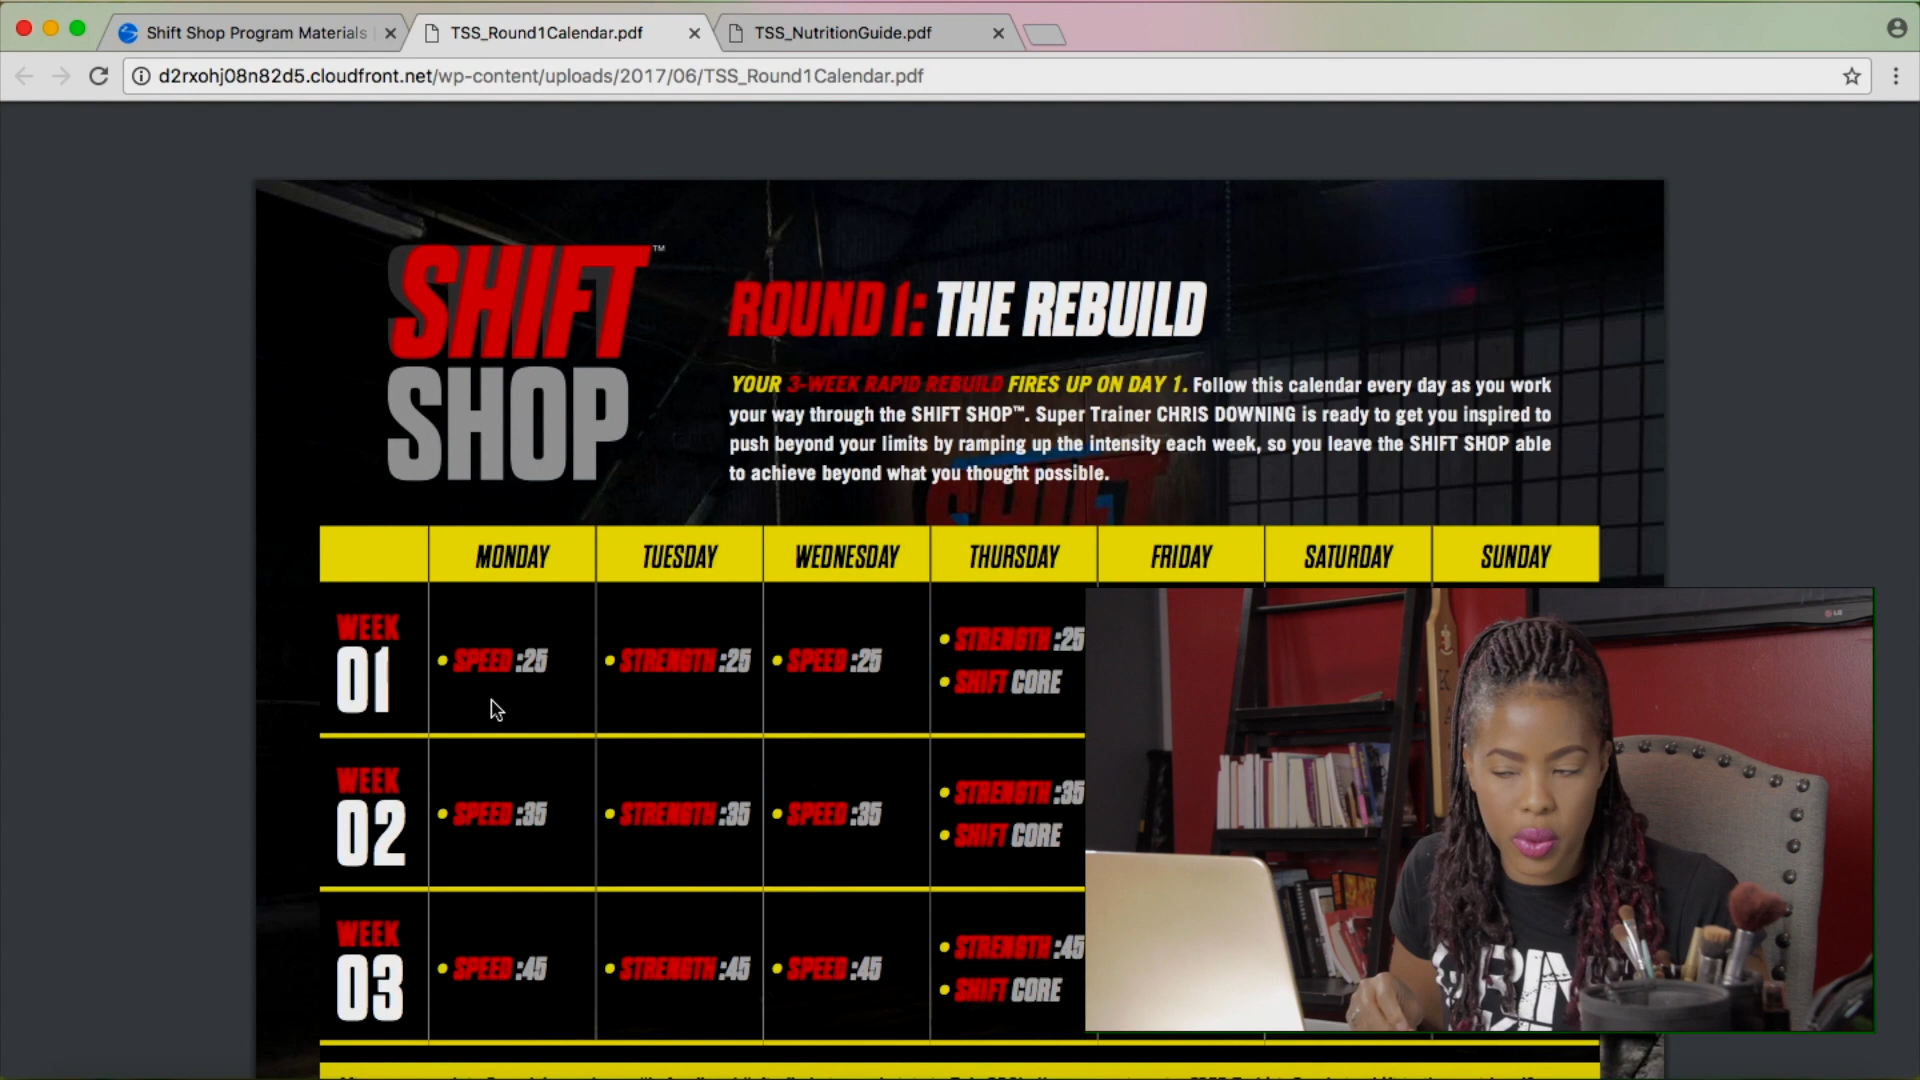 Shift Shop Program Materials
TSS_Round1Calendar.pdf
TSS_NutritionGuide.pdf
d2rxohj08n82d5.cloudfront.net/wp-content/uploads/2017/06/TSS_Round1Calendar.pdf
SHIFT™
SHOP
ROUND 1: THE REBUILD
YOUR 3-WEEK RAPID REBUILD FIRES UP ON DAY 1. Follow this calendar every day as you work
your way through the SHIFT SHOP™. Super Trainer CHRIS DOWNING is ready to get you inspired to
push beyond your limits by ramping up the intensity each week, so you leave the SHIFT SHOP able
to achieve beyond what you thought possible.
SHIFT
MONDAY TUESDAY WEDNESDAY THURSDAY FRIDAY SATURDAY SUNDAY
WEEK 01
• SPEED :25
• STRENGTH :25
• SPEED :25
• STRENGTH :25
• SHIFT CORE
WEEK 02
• SPEED :35
• STRENGTH :35
• SPEED :35
• STRENGTH :35
• SHIFT CORE
WEEK 03
• SPEED :45
• STRENGTH :45
• SPEED :45
• STRENGTH :45
• SHIFT CORE
LG